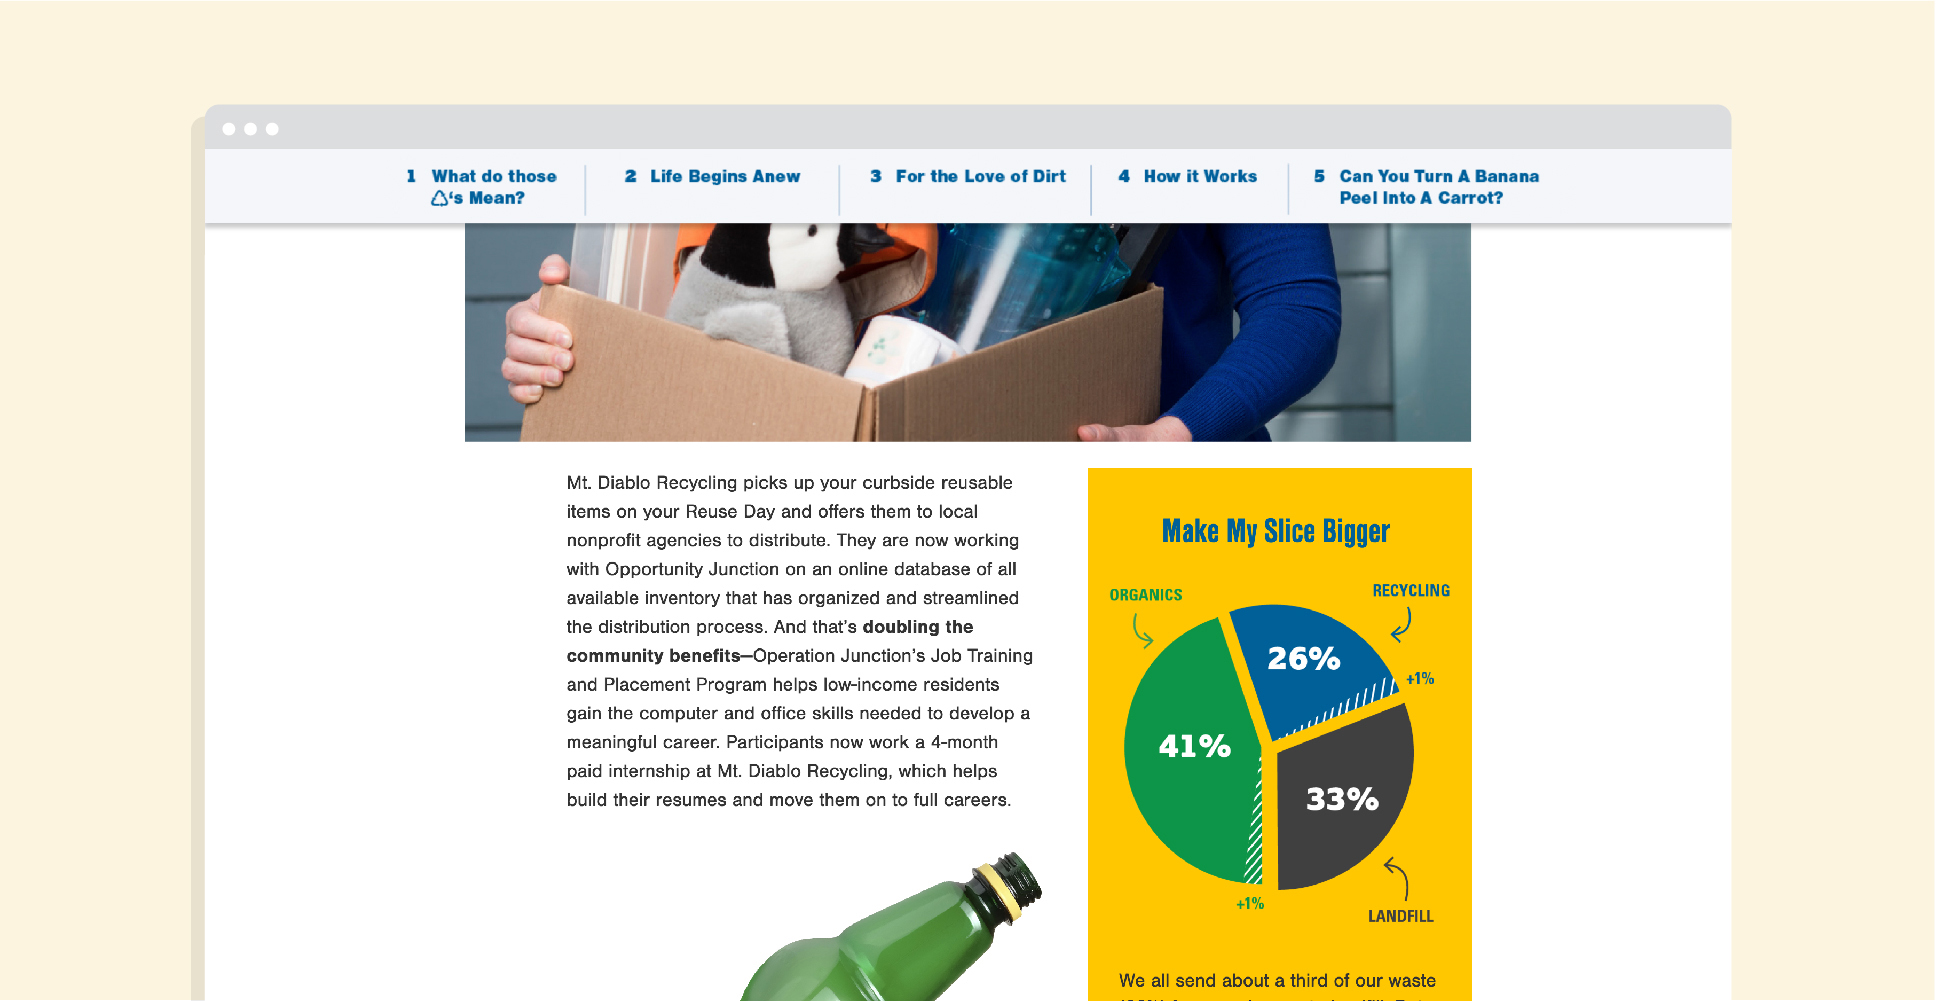 1 What do those
's Mean?
2 Life Begins Anew
3 For the Love of Dirt
4 How it Works
5 Can You Turn A Banana
Peel Into A Carrot?
Mt. Diablo Recycling picks up your curbside reusable
items on your Reuse Day and offers them to local
nonprofit agencies to distribute. They are now working
with Opportunity Junction on an online database of all
available inventory that has organized and streamlined
the distribution process. And that's doubling the
community benefits—Operation Junction's Job Training
and Placement Program helps low-income residents
gain the computer and office skills needed to develop a
meaningful career. Participants now work a 4-month
paid internship at Mt. Diablo Recycling, which helps
build their resumes and move them on to full careers.
Make My Slice Bigger
ORGANICS
RECYCLING
26%
+1%
41%
33%
+1%
LANDFILL
We all send about a third of our waste